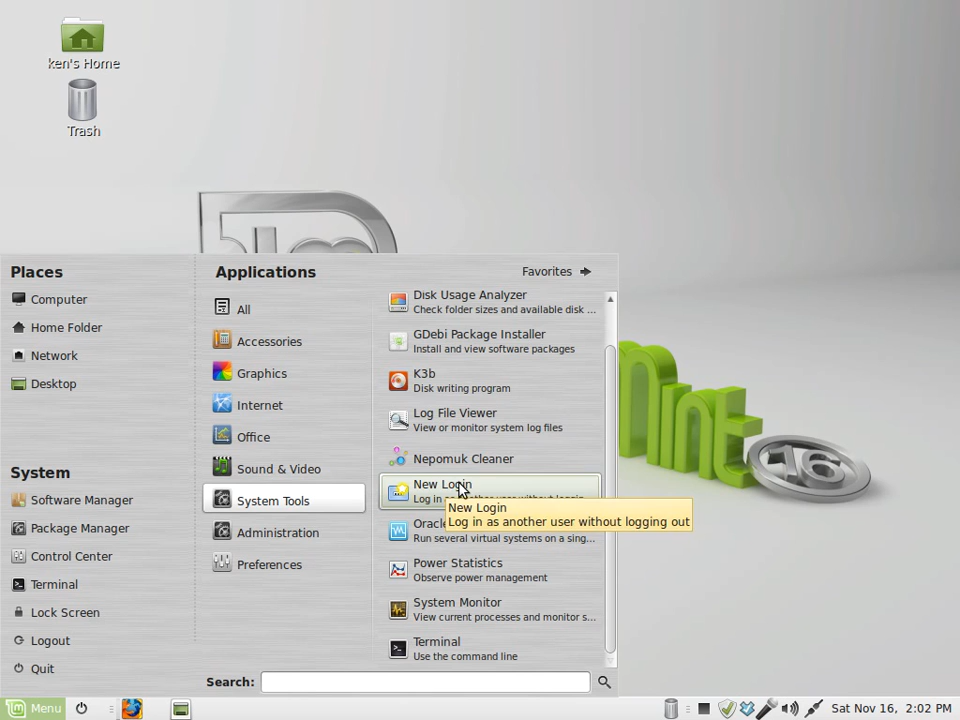 ken's Home
Trash
Places
Computer
Home Folder
Network
Desktop
System
Software Manager
Package Manager
Control Center
Terminal
Lock Screen
Logout
Quit
Applications
Favorites
All
Accessories
Graphics
Internet
Office
Sound & Video
System Tools
Administration
Preferences
Disk Usage Analyzer
Check folder sizes and available disk ...
GDebi Package Installer
Install and view software packages
K3b
Disk writing program
Log File Viewer
View or monitor system log files
Nepomuk Cleaner
New Login
Log in
New Login
Log in as another user without logging out
Oracle
Run several virtual systems on a sing...
Power Statistics
Observe power management
System Monitor
View current processes and monitor s...
Terminal
Use the command line
Search:
Mint
16
Menu
Sat Nov 16, 2:02 PM